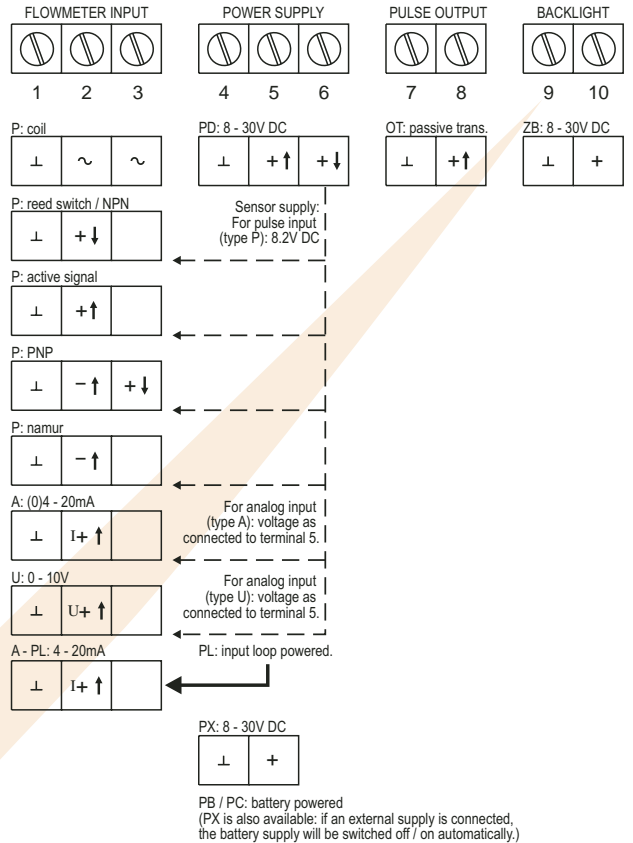 FLOWMETER INPUT POWER SUPPLY PULSE OUTPUT BACKLIGHT
1 2 3 4 5 6 7 8 9 10
P: coil PD: 8 - 30V DC OT: passive trans. ZB: 8 - 30V DC
⊥ ~ ~ ⊥ +↑ +↓ ⊥ +↑ ⊥ +
P: reed switch / NPN
⊥ +↓
Sensor supply:
For pulse input
(type P): 8.2V DC
P: active signal
⊥ +↑
P: PNP
⊥ −↑ +↓
P: namur
⊥ −↑
A: (0)4 - 20mA
⊥ I+ ↑
For analog input
(type A): voltage as
connected to terminal 5.
U: 0 - 10V
⊥ U+ ↑
For analog input
(type U): voltage as
connected to terminal 5.
A - PL: 4 - 20mA PL: input loop powered.
⊥ I+ ↑
PX: 8 - 30V DC
⊥ +
PB / PC: battery powered
(PX is also available: if an external supply is connected,
the battery supply will be switched off / on automatically.)